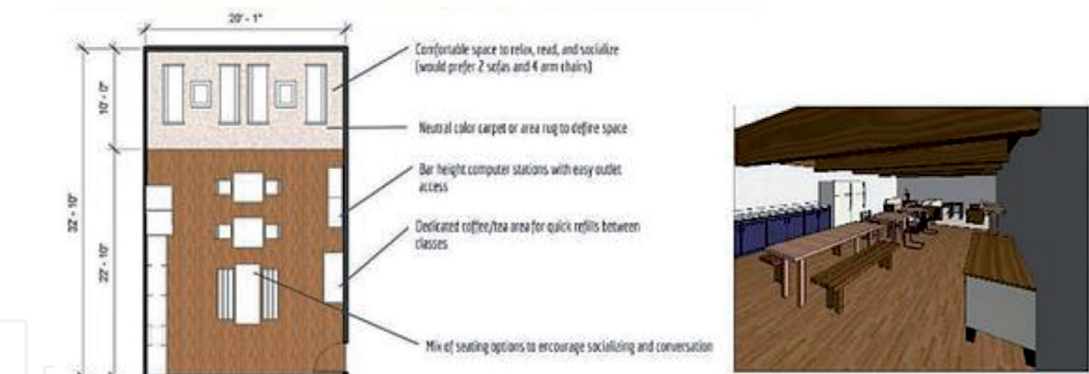 20' - 1"
Comfortable space to relax, read, and socialize
(would prefer 2 sofas and 4 arm chairs)
10' - 0"
Neutral color carpet or area rug to define space
Bar height computer stations with easy outlet
access
32' - 10"
Dedicated coffee/tea area for quick refills between
classes
22' - 10"
Mix of seating options to encourage socializing and conversation